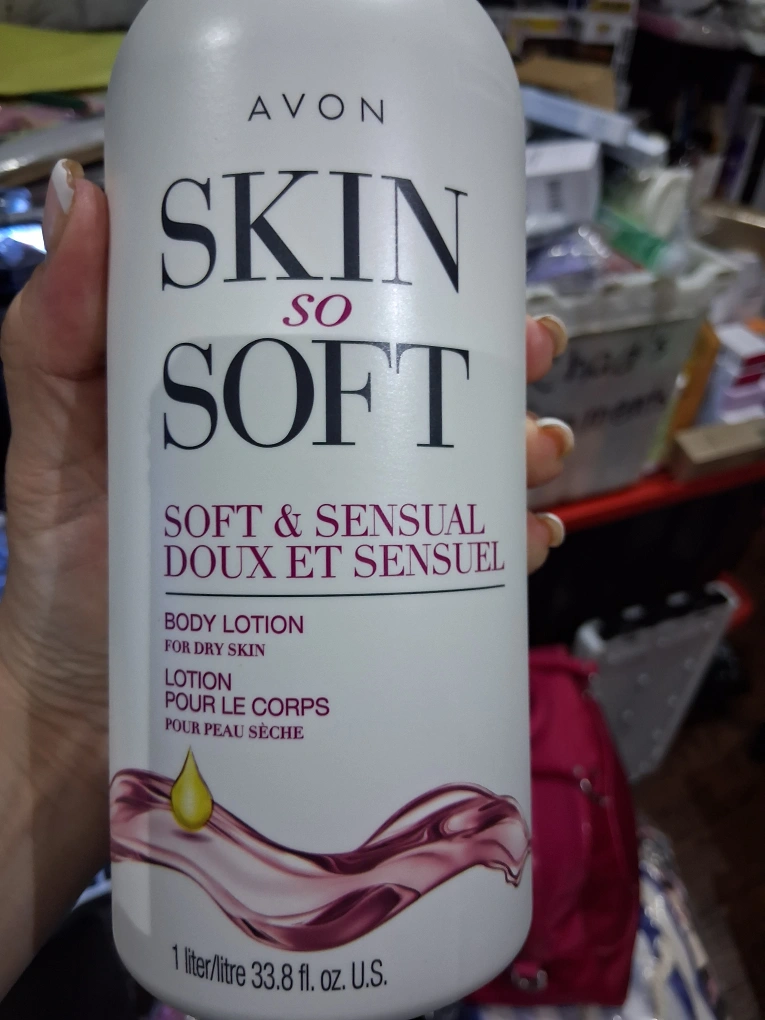 AVON
SKIN
so
SOFT
SOFT & SENSUAL
DOUX ET SENSUEL
BODY LOTION
FOR DRY SKIN
LOTION
POUR LE CORPS
POUR PEAU SÈCHE
1 liter/litre 33.8 fl. oz. U.S.